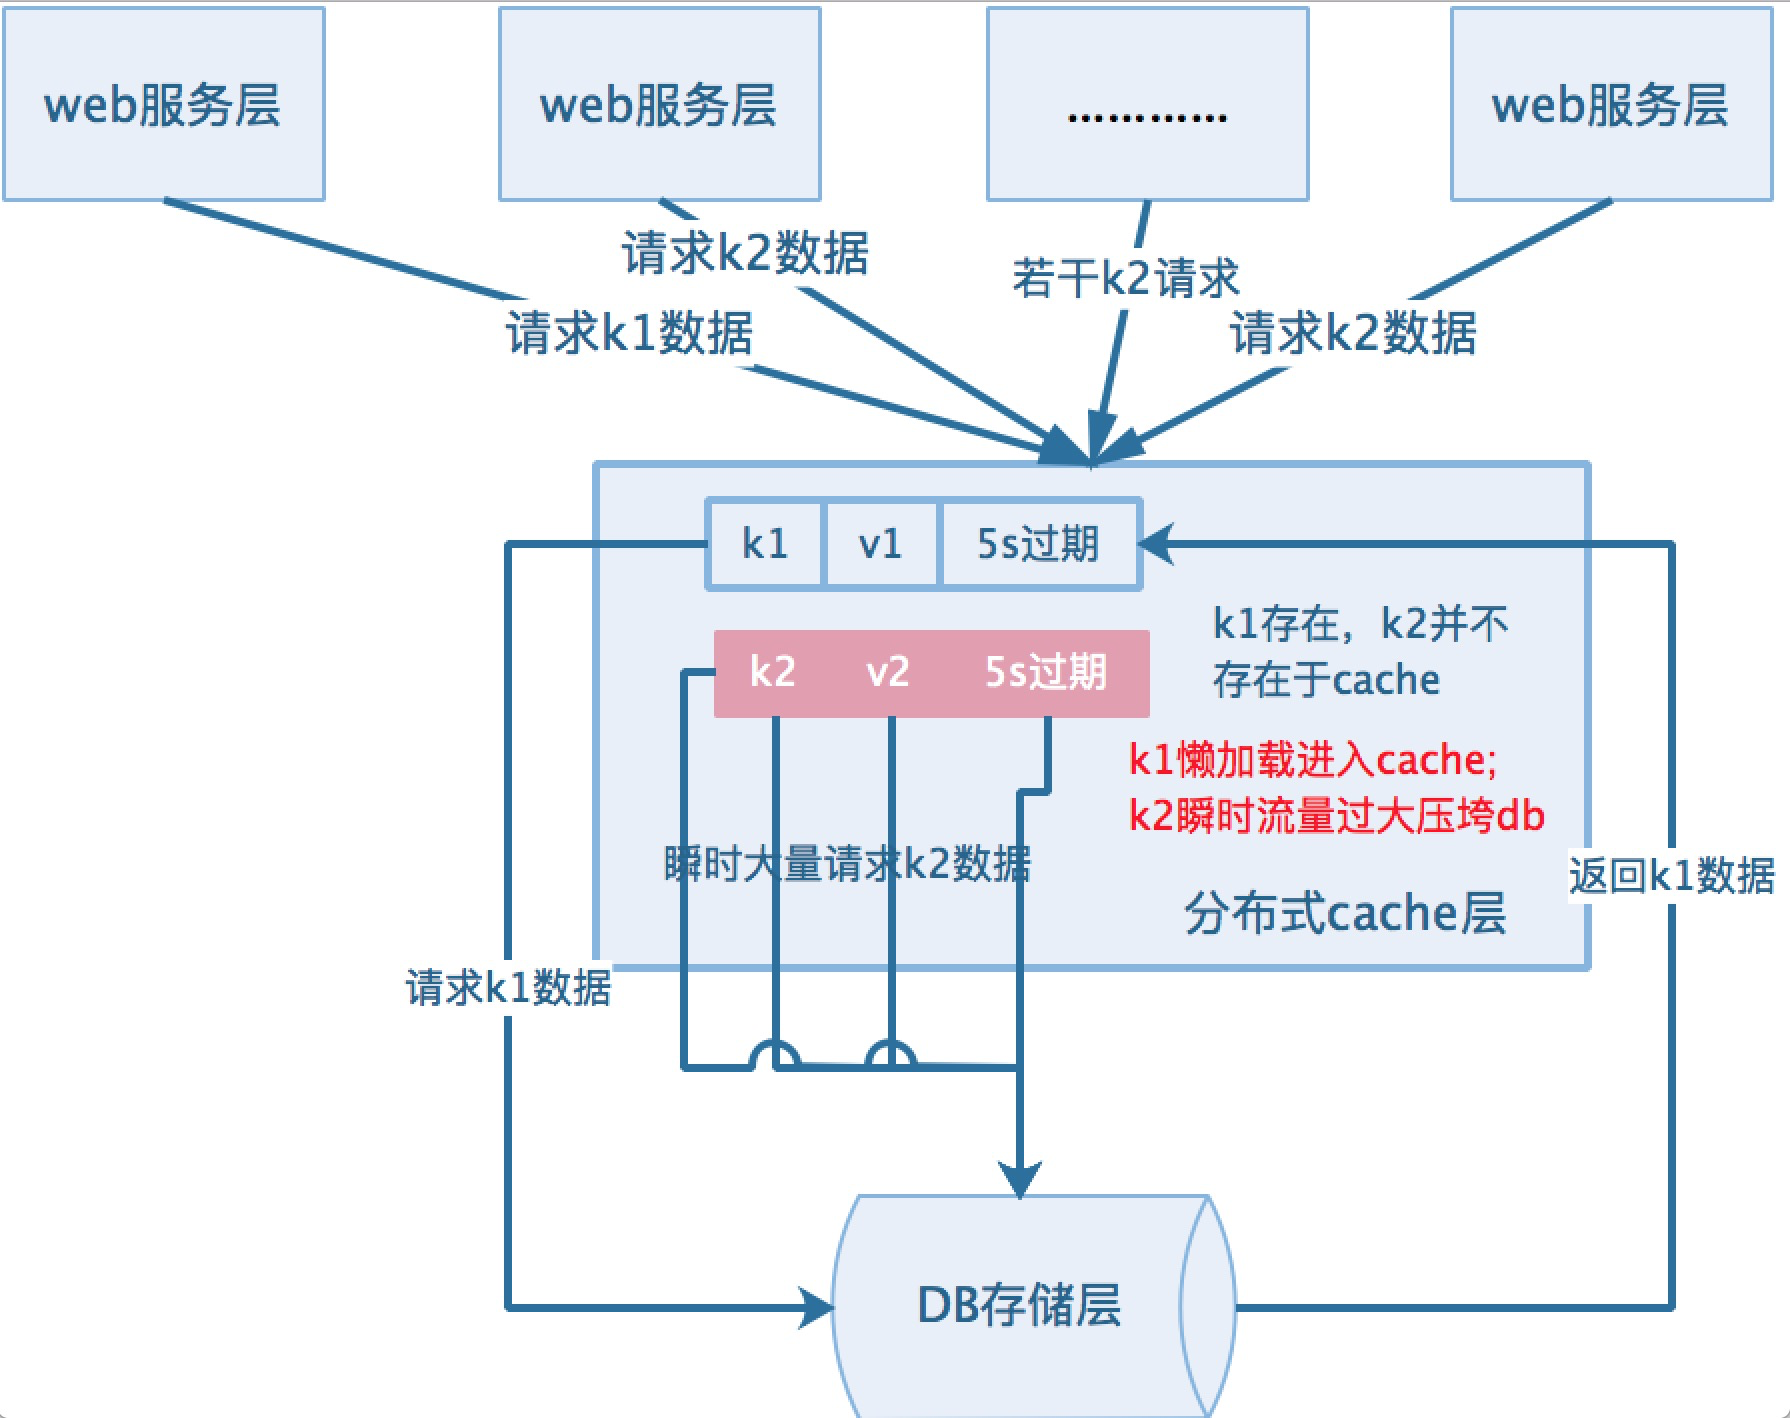 web服务层
web服务层
…………
web服务层
请求k2数据
若干k2请求
请求k1数据
请求k2数据
k1 v1 5s过期
k1存在，k2并不
存在于cache
k2 v2 5s过期
k1懒加载进入cache;
k2瞬时流量过大压垮db
瞬时大量请求k2数据
返回k1数据
分布式cache层
请求k1数据
DB存储层